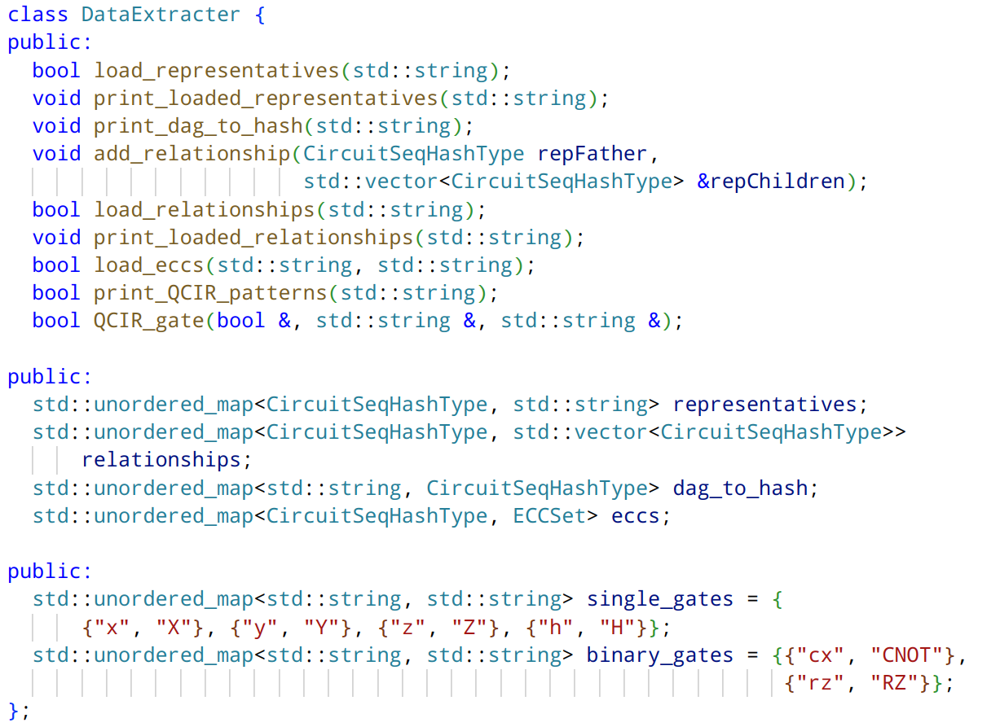 class DataExtracter {
public:
  bool load_representatives(std::string);
  void print_loaded_representatives(std::string);
  void print_dag_to_hash(std::string);
  void add_relationship(CircuitSeqHashType repFather,
                        std::vector<CircuitSeqHashType> &repChildren);
  bool load_relationships(std::string);
  void print_loaded_relationships(std::string);
  bool load_eccs(std::string, std::string);
  bool print_QCIR_patterns(std::string);
  bool QCIR_gate(bool &, std::string &, std::string &);

public:
  std::unordered_map<CircuitSeqHashType, std::string> representatives;
  std::unordered_map<CircuitSeqHashType, std::vector<CircuitSeqHashType>>
      relationships;
  std::unordered_map<std::string, CircuitSeqHashType> dag_to_hash;
  std::unordered_map<CircuitSeqHashType, ECCSet> eccs;

public:
  std::unordered_map<std::string, std::string> single_gates = {
      {"x", "X"}, {"y", "Y"}, {"z", "Z"}, {"h", "H"}};
  std::unordered_map<std::string, std::string> binary_gates = {{"cx", "CNOT"},
                                                               {"rz", "RZ"}};
};